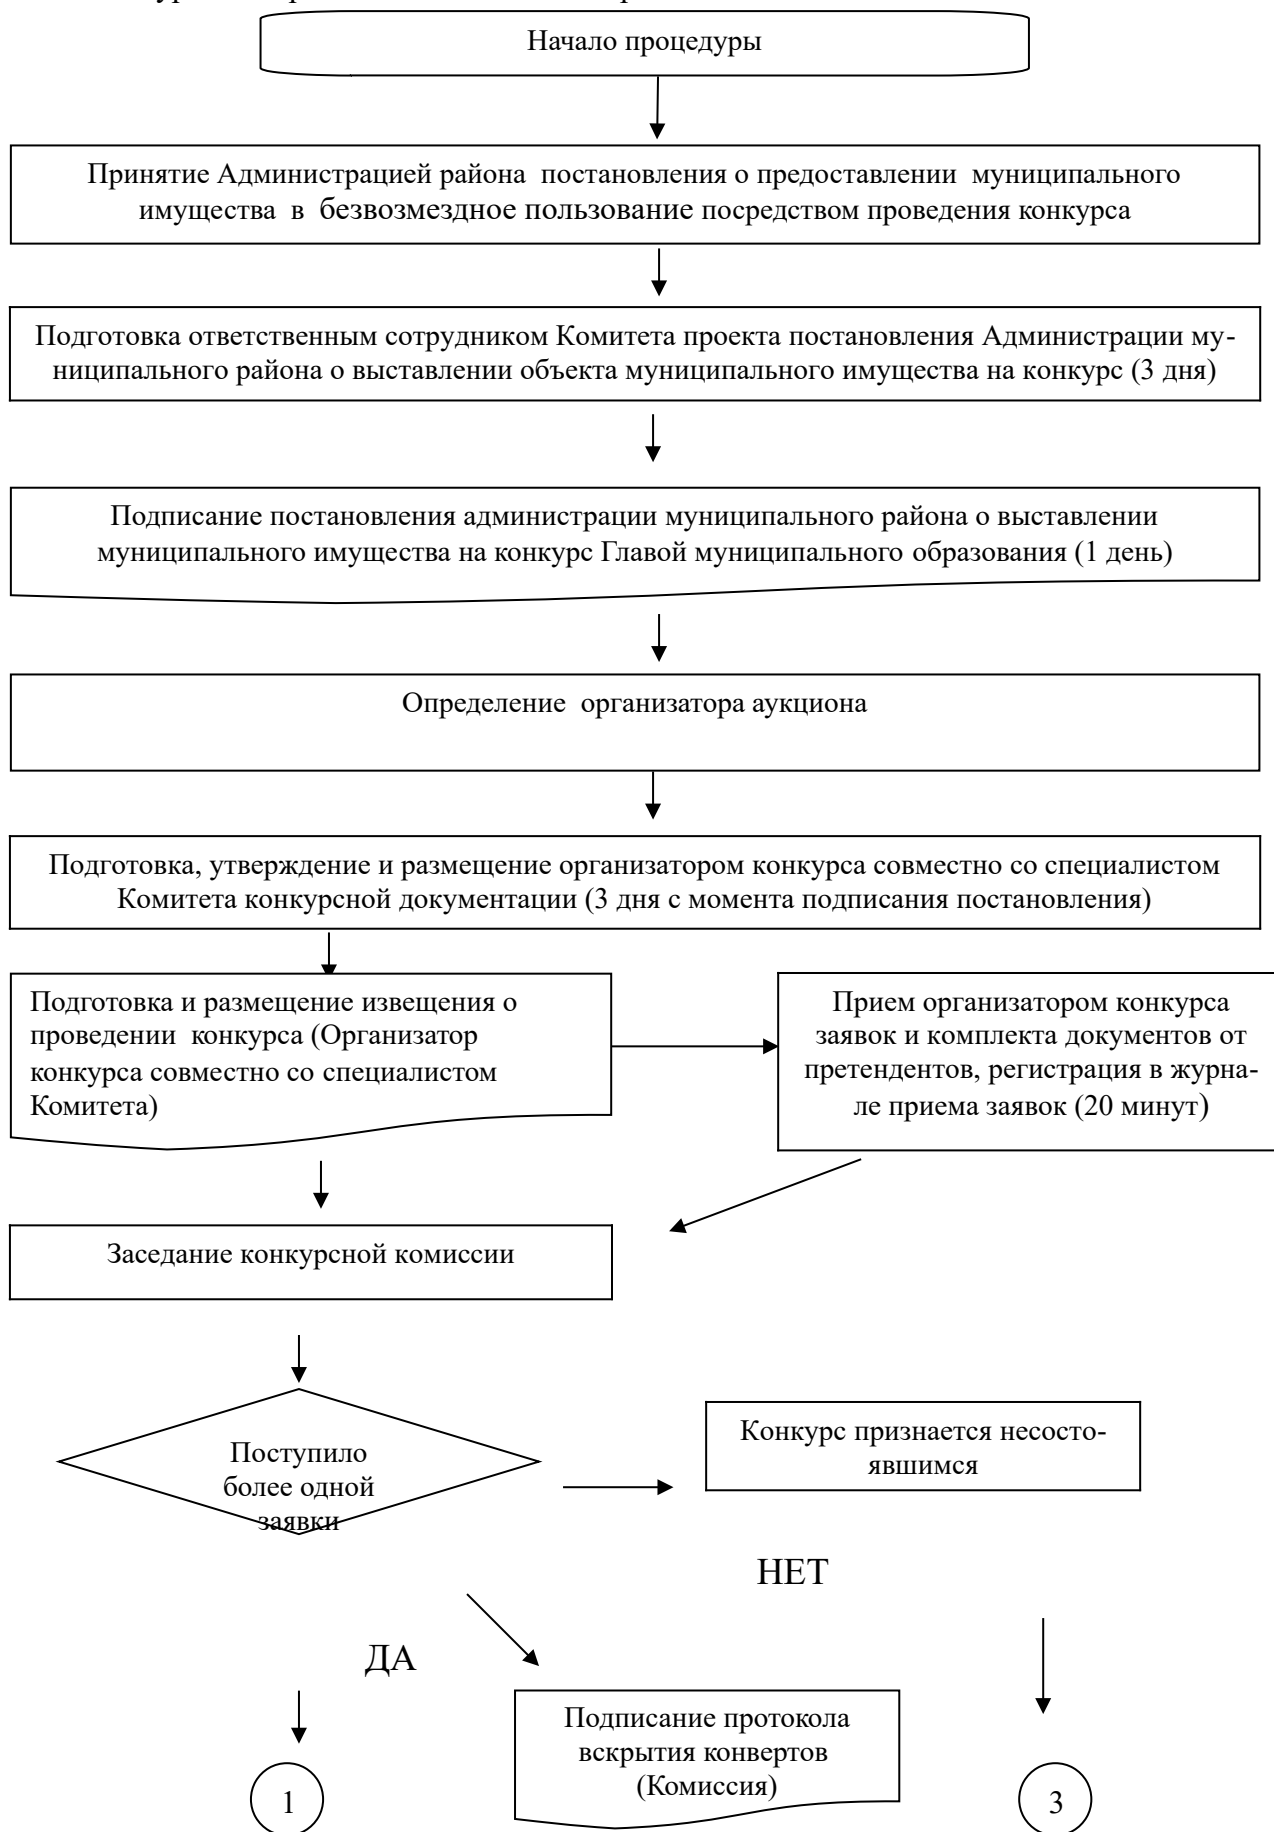 Начало процедуры
Принятие Администрацией района постановления о предоставлении муниципального
имущества в безвозмездное пользование посредством проведения конкурса
Подготовка ответственным сотрудником Комитета проекта постановления Администрации му-
ниципального района о выставлении объекта муниципального имущества на конкурс (3 дня)
Подписание постановления администрации муниципального района о выставлении
муниципального имущества на конкурс Главой муниципального образования (1 день)
Определение организатора аукциона
Подготовка, утверждение и размещение организатором конкурса совместно со специалистом
Комитета конкурсной документации (3 дня с момента подписания постановления)
Подготовка и размещение извещения о
проведении конкурса (Организатор
конкурса совместно со специалистом
Комитета)
Прием организатором конкурса
заявок и комплекта документов от
претендентов, регистрация в журна-
ле приема заявок (20 минут)
Заседание конкурсной комиссии
Поступило
более одной
заявки
Конкурс признается несосто-
явшимся
НЕТ
ДА
Подписание протокола
вскрытия конвертов
(Комиссия)
1
3